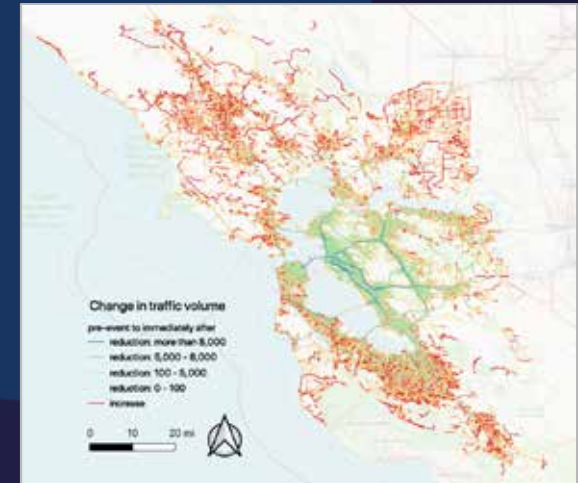 Change in traffic volume
pre-event to immediately after
reduction: more than 8,000
reduction: 5,000 - 8,000
reduction: 100 - 5,000
reduction: 0 - 100
increase
0 10 20 mi